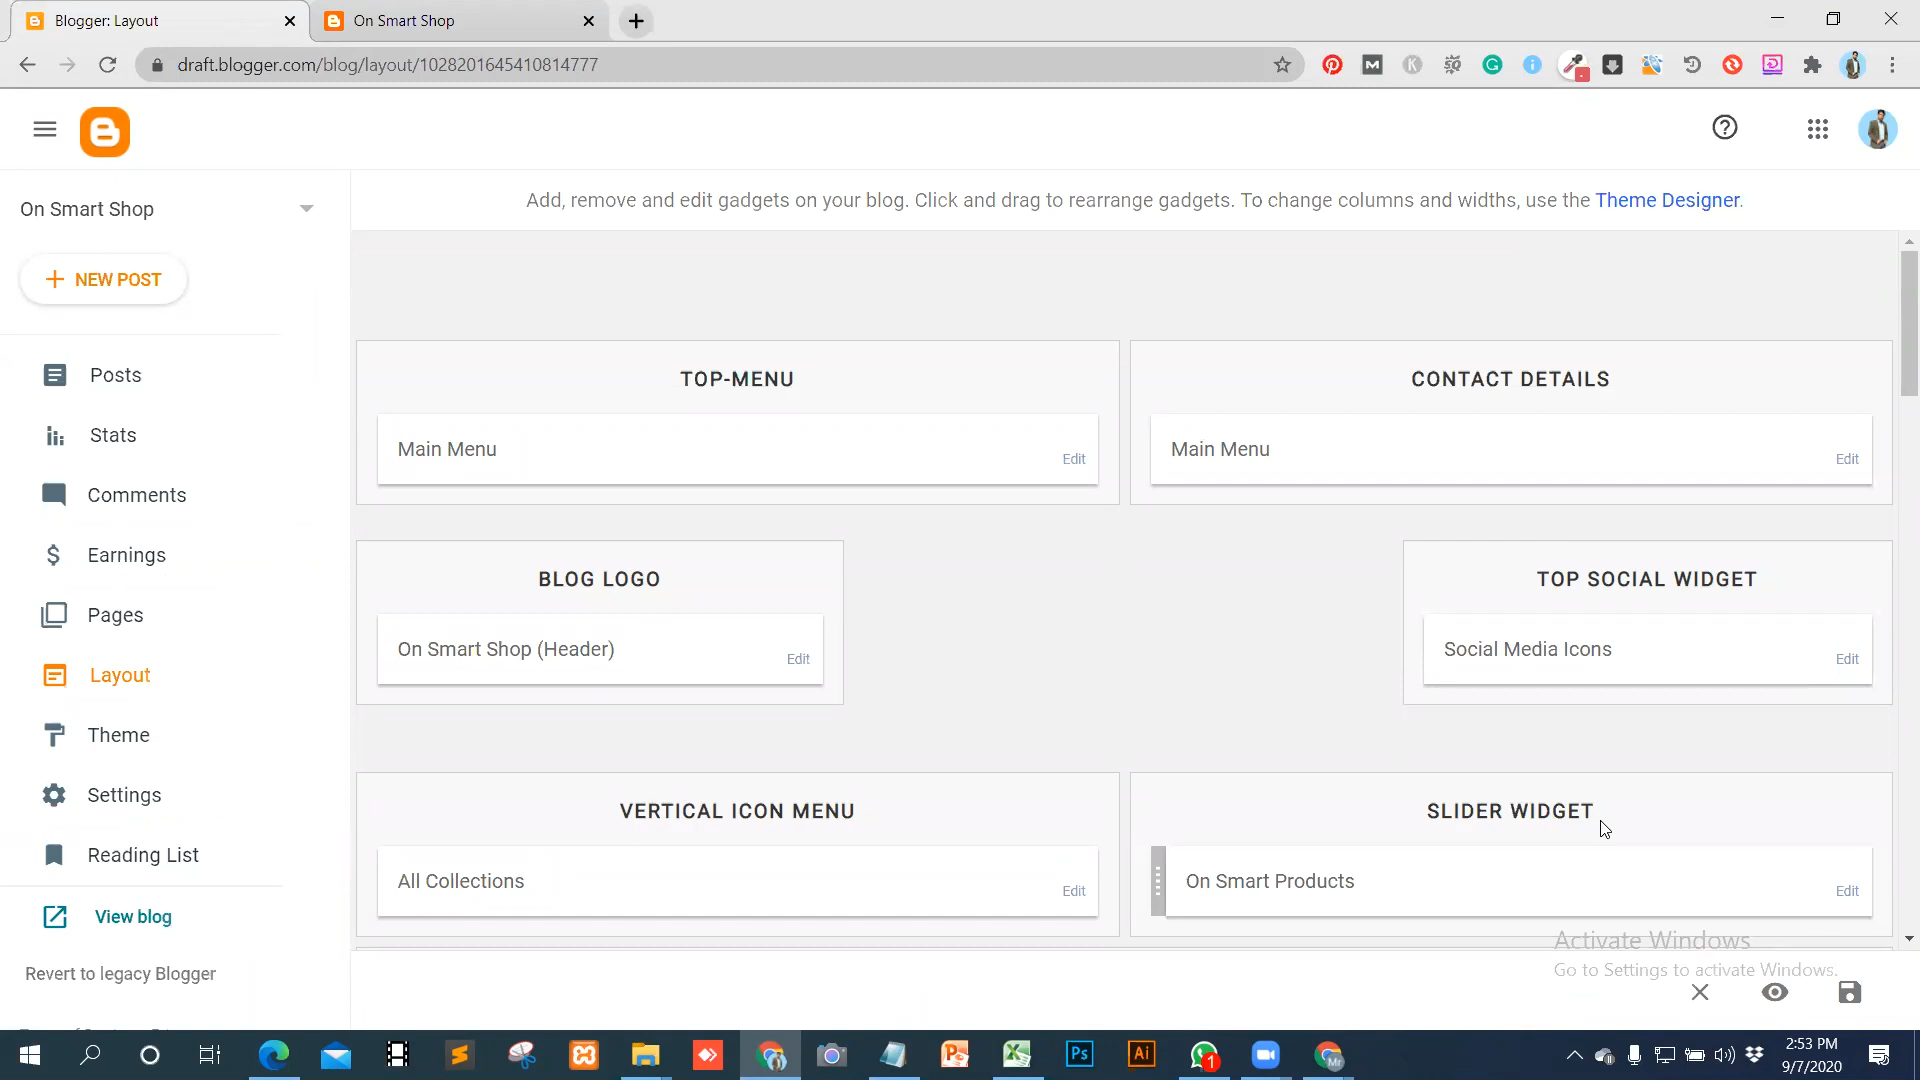 Blogger: Layout
On Smart Shop
draft.blogger.com/blog/layout/1028201645410814777
On Smart Shop
NEW POST
Posts
Stats
Comments
Earnings
Pages
Layout
Theme
Settings
Reading List
View blog
Revert to legacy Blogger
Add, remove and edit gadgets on your blog. Click and drag to rearrange gadgets. To change columns and widths, use the Theme Designer.
TOP-MENU
Main Menu
Edit
CONTACT DETAILS
Main Menu
Edit
BLOG LOGO
On Smart Shop (Header)
Edit
TOP SOCIAL WIDGET
Social Media Icons
Edit
VERTICAL ICON MENU
All Collections
Edit
SLIDER WIDGET
On Smart Products
Edit
Activate Windows
Go to Settings to activate Windows.
2:53 PM
9/7/2020